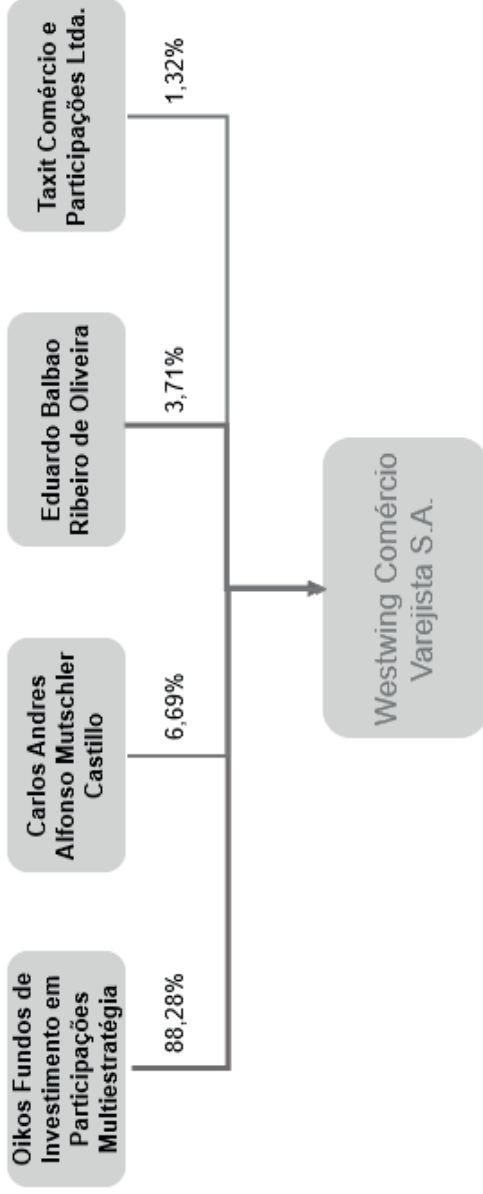 Oikos Fundos de
Investimento em
Participações
Multiestratégia
Carlos Andres
Alfonso Mutschler
Castillo
Eduardo Balbao
Ribeiro de Oliveira
Taxit Comércio e
Participações Ltda.
88,28%
6,69%
3,71%
1,32%
Westwing Comércio
Varejista S.A.